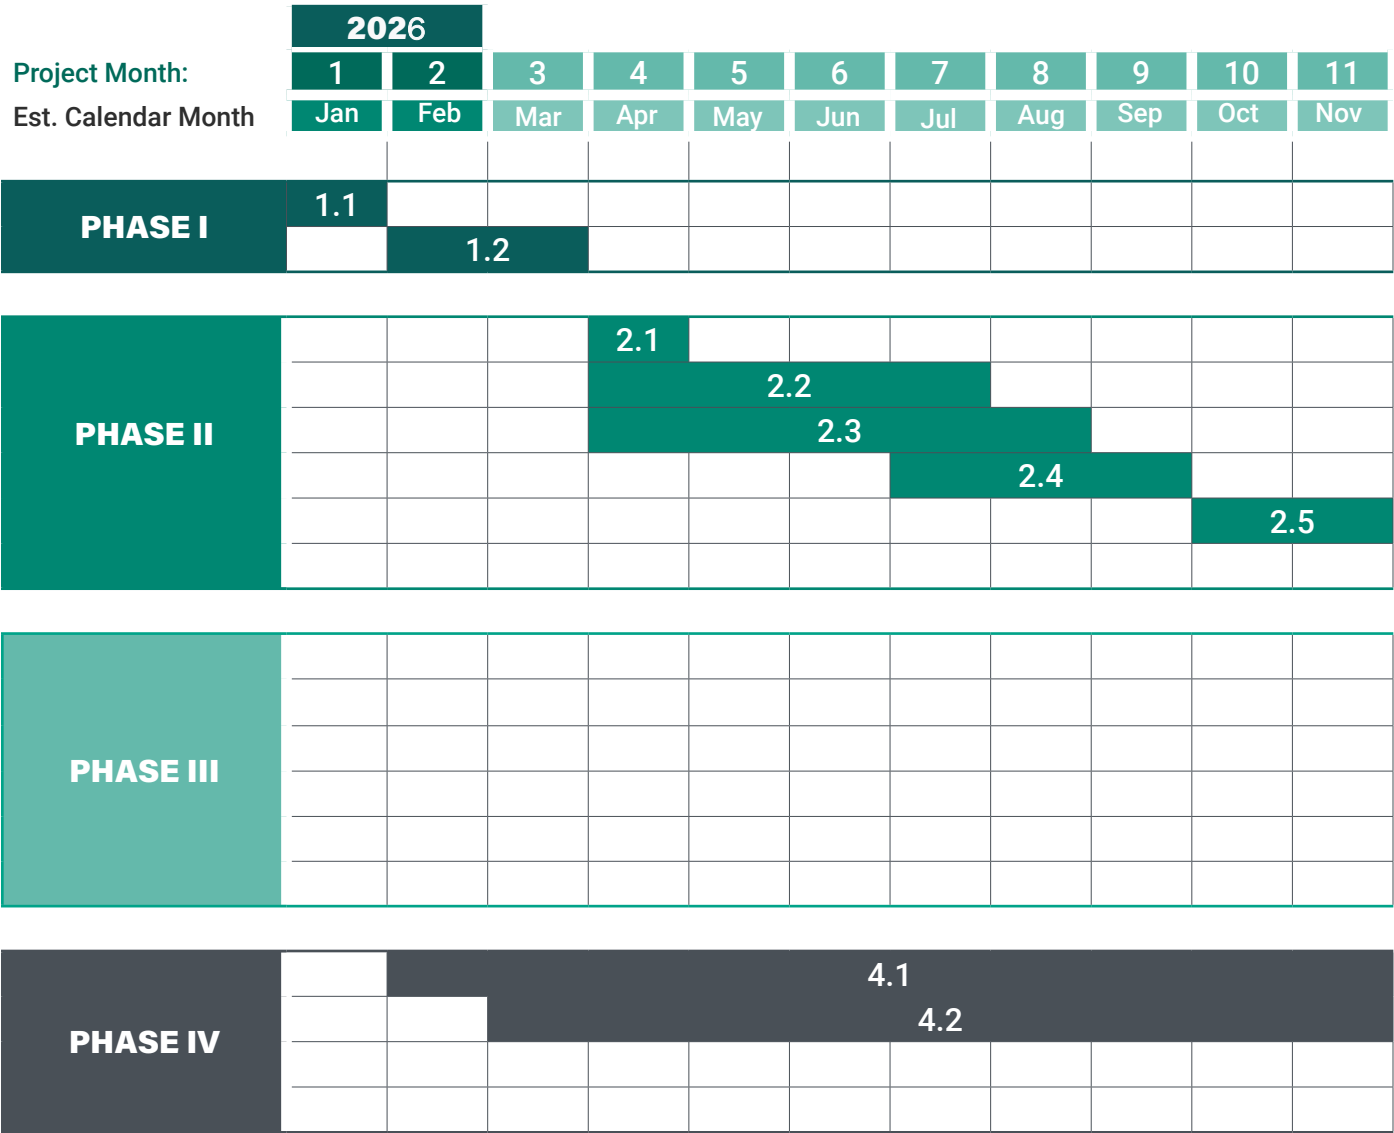 2026
Project Month: 1 2 3 4 5 6 7 8 9 10 11
Est. Calendar Month Jan Feb Mar Apr May Jun Jul Aug Sep Oct Nov
PHASE I
1.1
1.2
PHASE II
2.1
2.2
2.3
2.4
2.5
PHASE III
PHASE IV
4.1
4.2